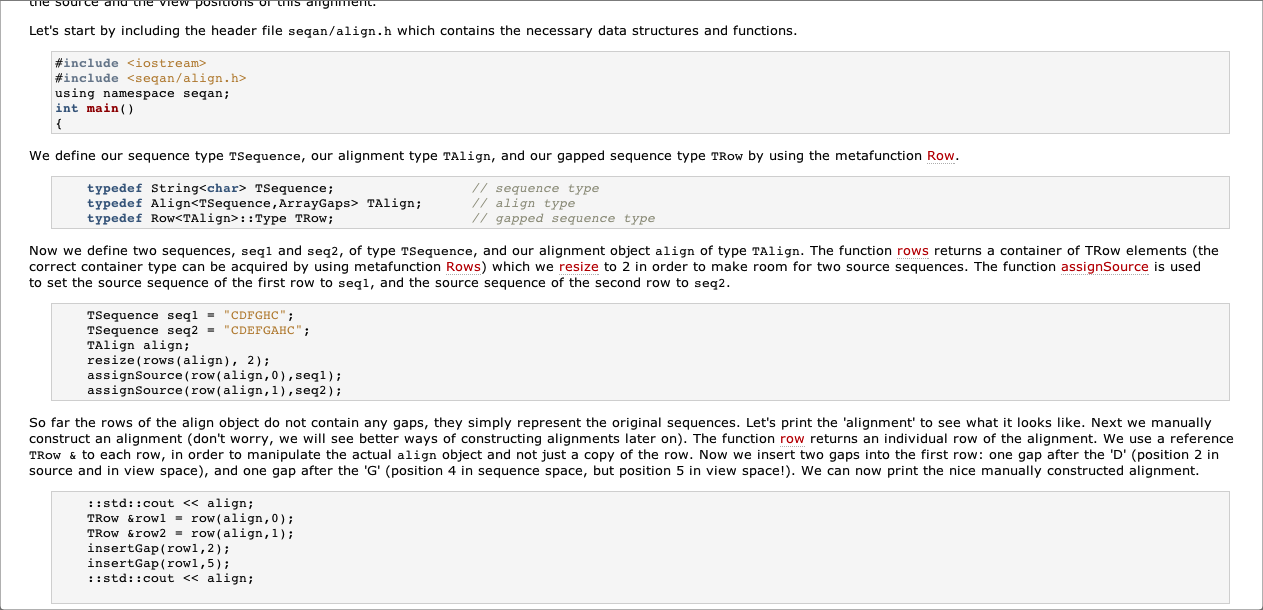 the source and the view positions of this alignment.
Let's start by including the header file seqan/align.h which contains the necessary data structures and functions.
#include <iostream>
#include <seqan/align.h>
using namespace seqan;
int main()
{
We define our sequence type TSequence, our alignment type TAlign, and our gapped sequence type TRow by using the metafunction Row.
typedef String<char> TSequence; // sequence type
typedef Align<TSequence,ArrayGaps> TAlign; // align type
typedef Row<TAlign>::Type TRow; // gapped sequence type
Now we define two sequences, seq1 and seq2, of type TSequence, and our alignment object align of type TAlign. The function rows returns a container of TRow elements (the
correct container type can be acquired by using metafunction Rows) which we resize to 2 in order to make room for two source sequences. The function assignSource is used
to set the source sequence of the first row to seq1, and the source sequence of the second row to seq2.
TSequence seq1 = "CDFGHC";
TSequence seq2 = "CDEFGAHC";
TAlign align;
resize(rows(align), 2);
assignSource(row(align,0),seq1);
assignSource(row(align,1),seq2);
So far the rows of the align object do not contain any gaps, they simply represent the original sequences. Let's print the 'alignment' to see what it looks like. Next we manually
construct an alignment (don't worry, we will see better ways of constructing alignments later on). The function row returns an individual row of the alignment. We use a reference
TRow & to each row, in order to manipulate the actual align object and not just a copy of the row. Now we insert two gaps into the first row: one gap after the 'D' (position 2 in
source and in view space), and one gap after the 'G' (position 4 in sequence space, but position 5 in view space!). We can now print the nice manually constructed alignment.
::std::cout << align;
TRow &row1 = row(align,0);
TRow &row2 = row(align,1);
insertGap(row1,2);
insertGap(row1,5);
::std::cout << align;